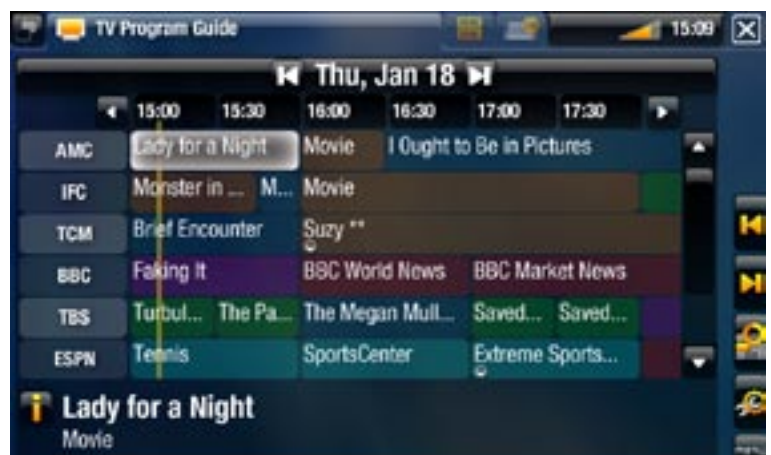 TV Program Guide 15:09
Thu, Jan 18
15:00 15:30 16:00 16:30 17:00 17:30
AMC Lady for a Night Movie I Ought to Be in Pictures
IFC Monster in ... M... Movie
TCM Brief Encounter Suzy **
BBC Faking It BBC World News BBC Market News
TBS Turbul... The Pa... The Megan Mull... Saved... Saved...
ESPN Tennis SportsCenter Extreme Sports...
i Lady for a Night
Movie